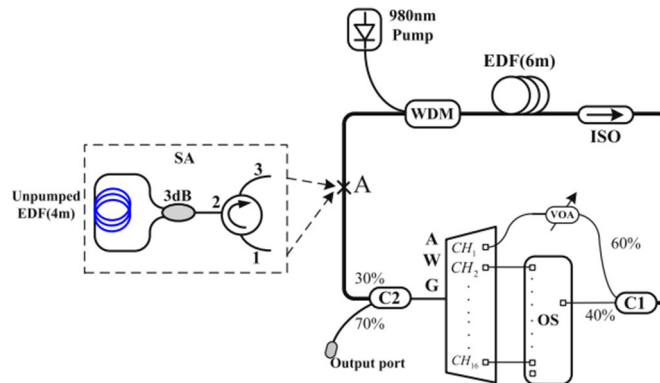 980nm
Pump
EDF(6m)
WDM
ISO
SA
3
Unpumped
EDF(4m)
3dB
2
1
A
VOA
A
W
G
CH1
CH2
CH16
60%
30%
C2
70%
OS
40%
C1
Output port